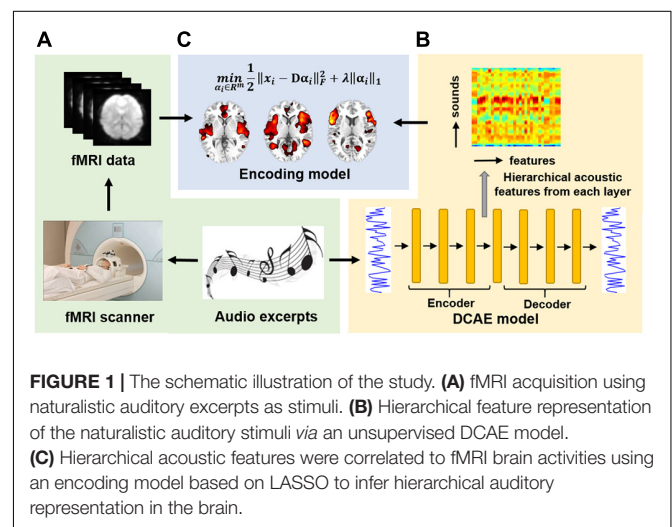 A
C
B
min αi∈R^m 1/2 ‖xi − Dαi‖²_F + λ‖αi‖1
sounds
fMRI data
Encoding model
features
Hierarchical acoustic
features from each layer
fMRI scanner
Audio excerpts
Encoder
Decoder
DCAE model
FIGURE 1 | The schematic illustration of the study. (A) fMRI acquisition using
naturalistic auditory excerpts as stimuli. (B) Hierarchical feature representation
of the naturalistic auditory stimuli via an unsupervised DCAE model.
(C) Hierarchical acoustic features were correlated to fMRI brain activities using
an encoding model based on LASSO to infer hierarchical auditory
representation in the brain.